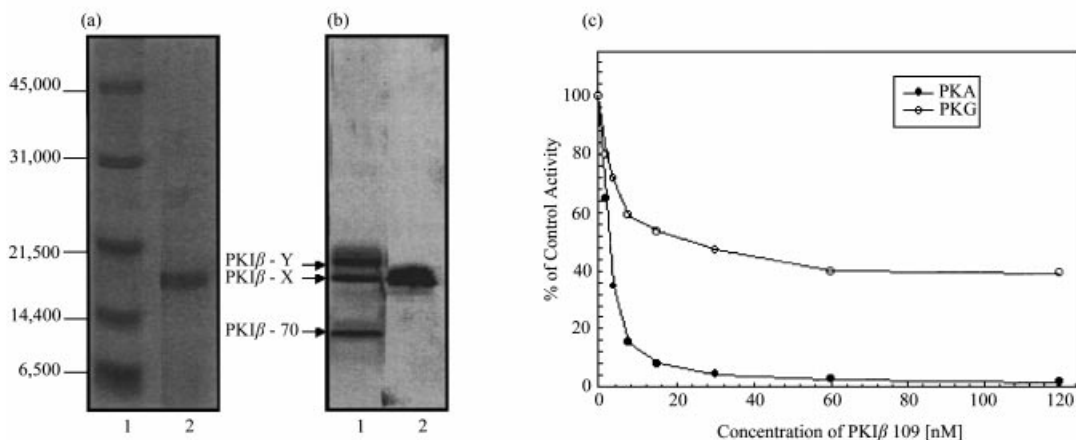 (a)
45,000
31,000
21,500
14,400
6,500
1 2
(b)
PKIβ - Y
PKIβ - X
PKIβ - 70
1 2
(c)
PKA
PKG
% of Control Activity
100
80
60
40
20
0
0 20 40 60 80 100 120
Concentration of PKIβ 109 [nM]